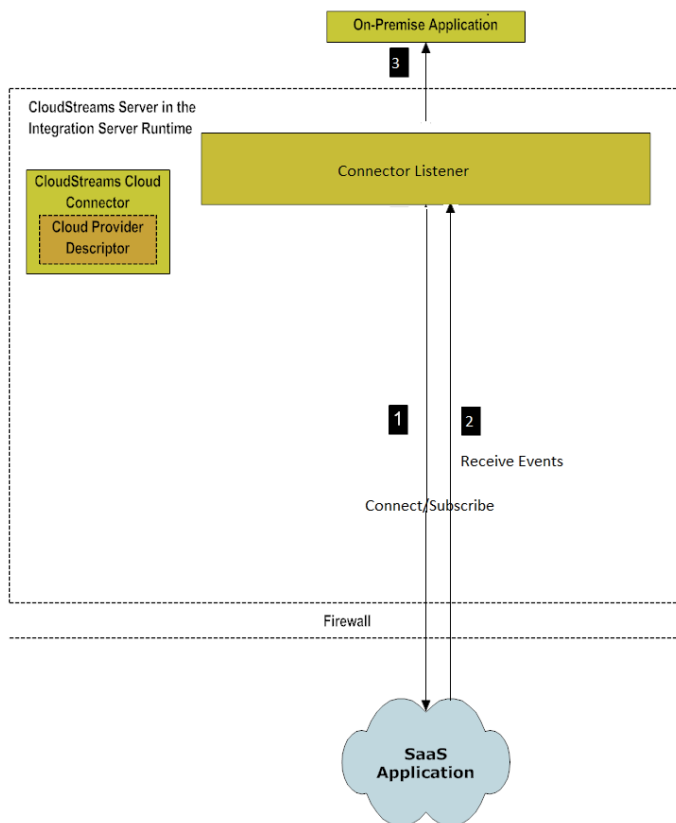 On-Premise Application
3
CloudStreams Server in the
Integration Server Runtime
Connector Listener
CloudStreams Cloud
Connector
Cloud Provider
Descriptor
1
2
Receive Events
Connect/Subscribe
Firewall
SaaS
Application